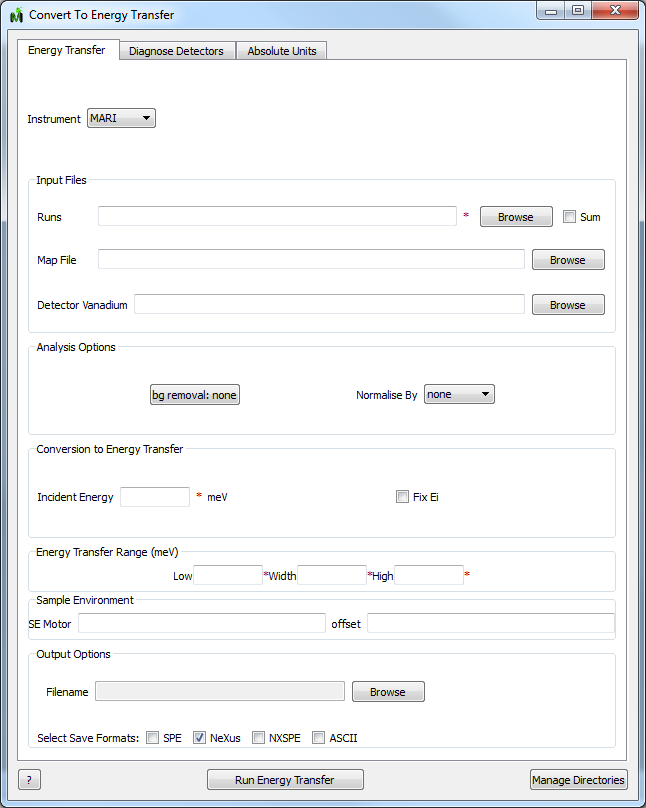 Convert To Energy Transfer
Energy Transfer Diagnose Detectors Absolute Units
Instrument MARI
Input Files
Runs * Browse Sum
Map File Browse
Detector Vanadium Browse
Analysis Options
bg removal: none Normalise By none
Conversion to Energy Transfer
Incident Energy * meV Fix Ei
Energy Transfer Range (meV)
Low *Width *High *
Sample Environment
SE Motor offset
Output Options
Filename Browse
Select Save Formats: SPE NeXus NXSPE ASCII
? Run Energy Transfer Manage Directories